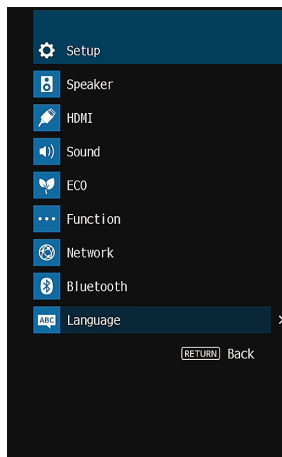 Setup
Speaker
HDMI
Sound
ECO
Function
Network
Bluetooth
ABC Language
RETURN Back